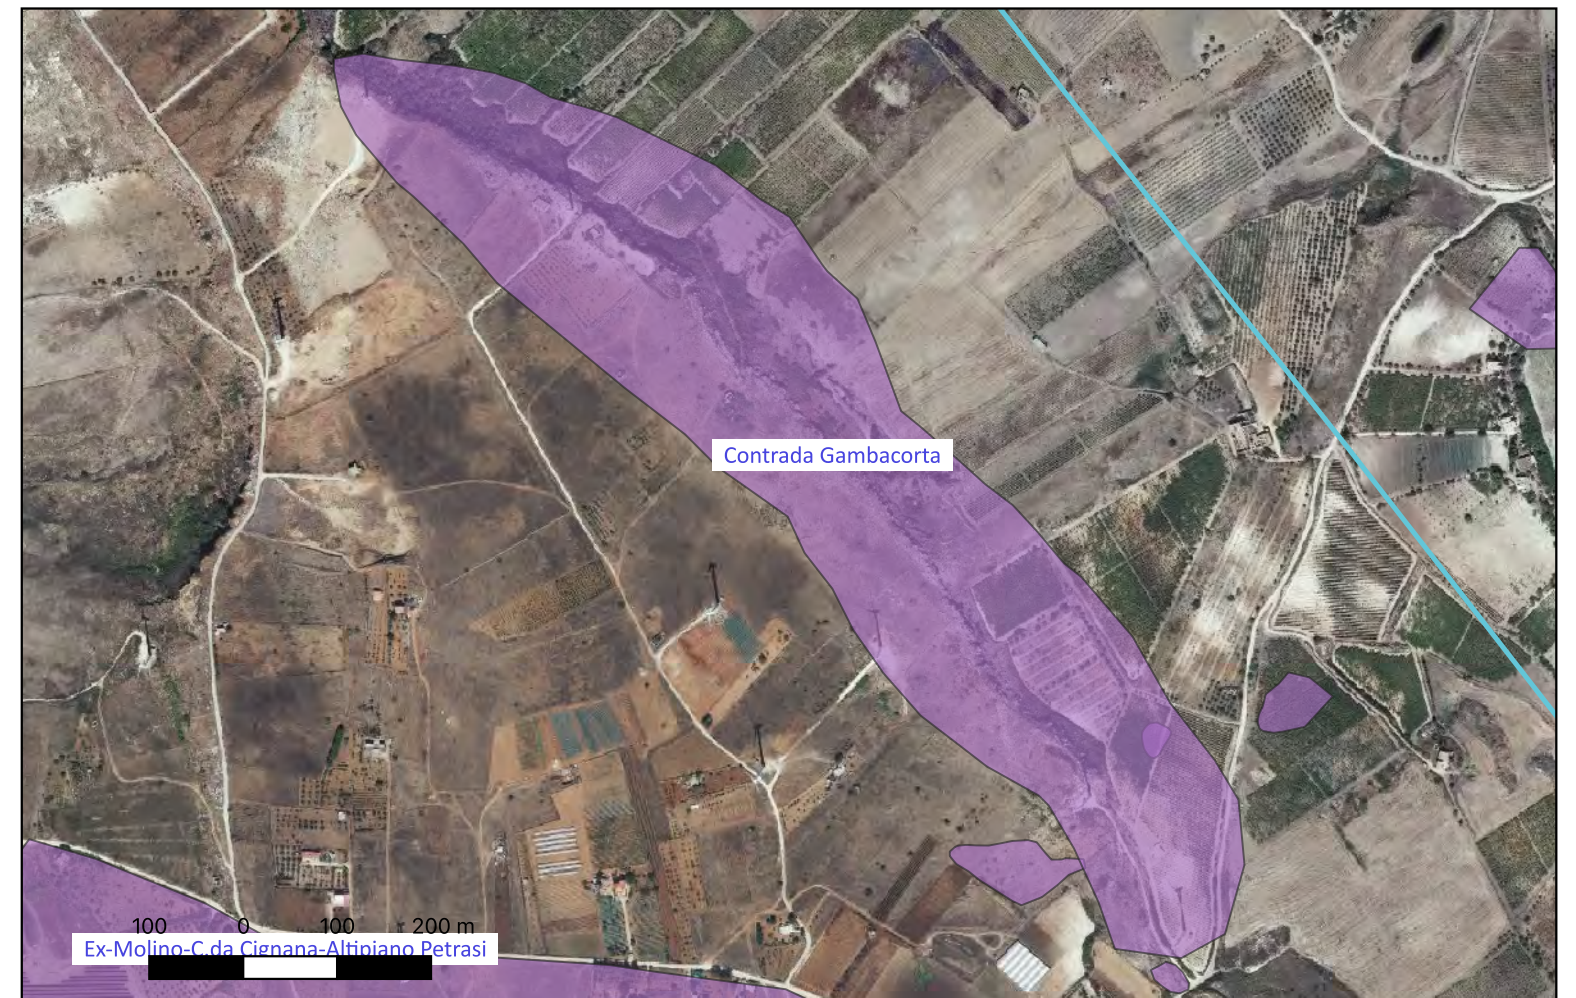 Contrada Gambacorta
100 0 100 200 m
Ex-Molino-C.da Cignana-Altipiano Petrasi